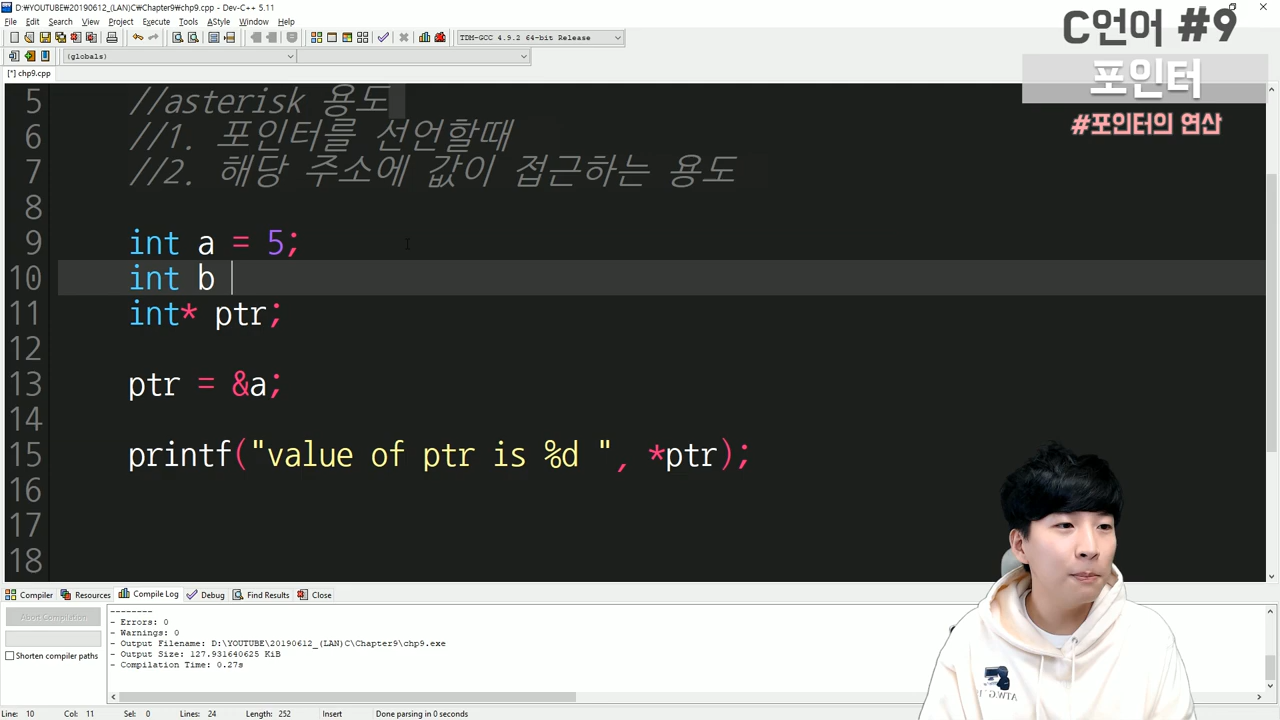 D:\YOUTUBE\20190612_(LAN)C\Chapter9\chp9.cpp - Dev-C++ 5.11
File Edit Search View Project Execute Tools AStyle Window Help
TDM-GCC 4.9.2 64-bit Release
(globals)
[*] chp9.cpp
C언어 #9
포인터
#포인터의 연산
5 //asterisk 용도
6 //1. 포인터를 선언할때
7 //2. 해당 주소에 값이 접근하는 용도
8
9 int a = 5;
10 int b
11 int* ptr;
12
13 ptr = &a;
14
15 printf("value of ptr is %d ", *ptr);
16
17
18
Compiler Resources Compile Log Debug Find Results Close
Abort Compilation
Shorten compiler paths
--------
- Errors: 0
- Warnings: 0
- Output Filename: D:\YOUTUBE\20190612_(LAN)C\Chapter9\chp9.exe
- Output Size: 127.931640625 KiB
- Compilation Time: 0.27s
Line: 10 Col: 11 Sel: 0 Lines: 24 Length: 252 Insert Done parsing in 0 seconds